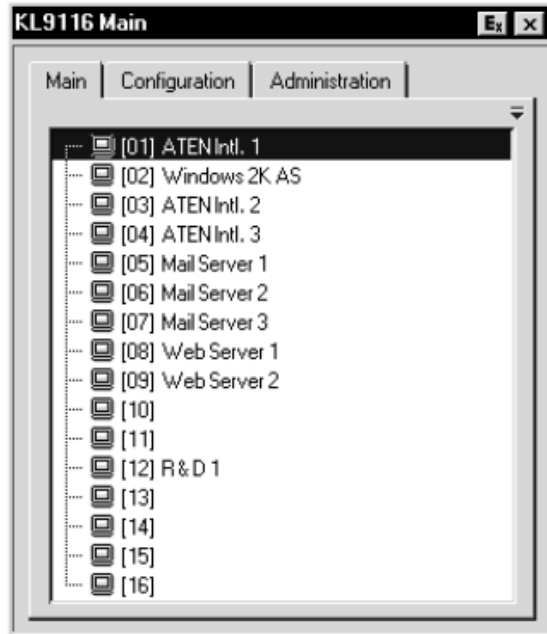 KL9116 Main Ex
Main Configuration Administration
[01] ATEN Intl. 1
[02] Windows 2K AS
[03] ATEN Intl. 2
[04] ATEN Intl. 3
[05] Mail Server 1
[06] Mail Server 2
[07] Mail Server 3
[08] Web Server 1
[09] Web Server 2
[10]
[11]
[12] R & D 1
[13]
[14]
[15]
[16]